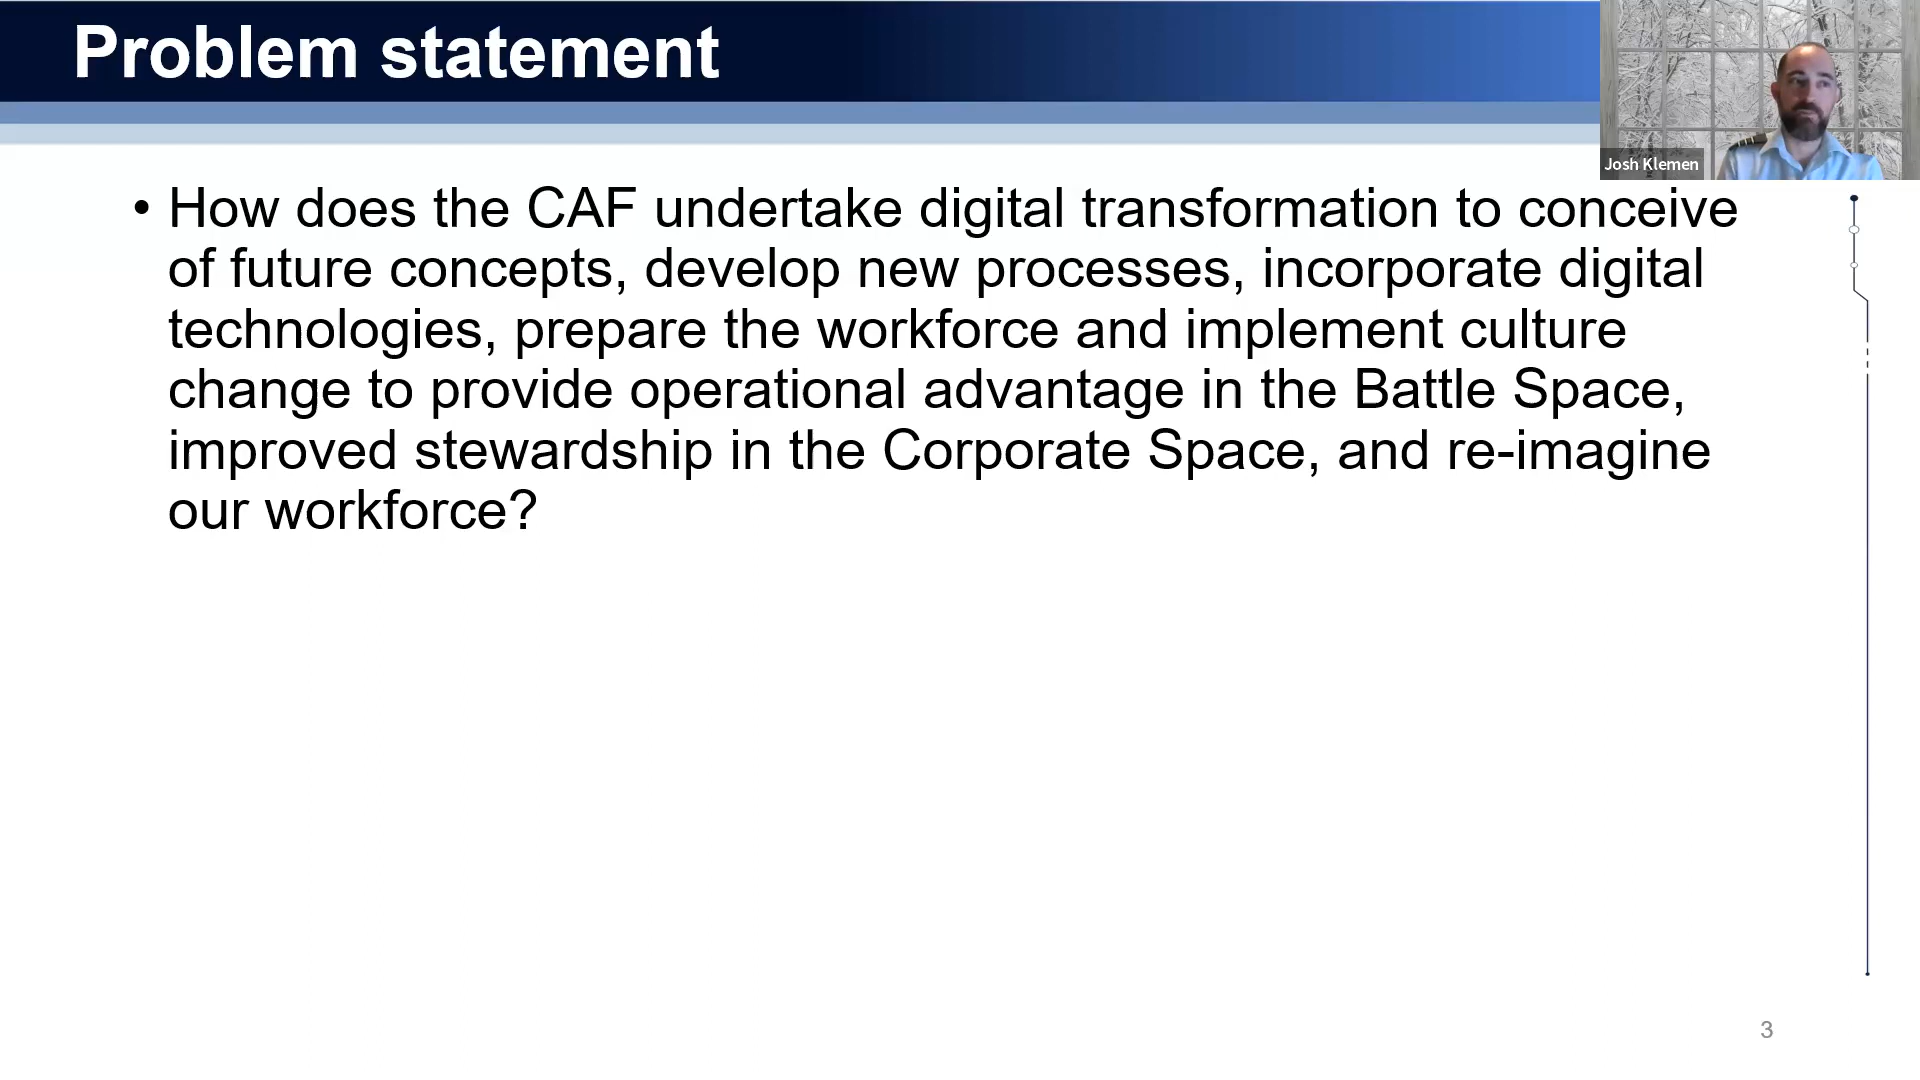 Problem statement
Josh Klemen
• How does the CAF undertake digital transformation to conceive
of future concepts, develop new processes, incorporate digital
technologies, prepare the workforce and implement culture
change to provide operational advantage in the Battle Space,
improved stewardship in the Corporate Space, and re-imagine
our workforce?
3